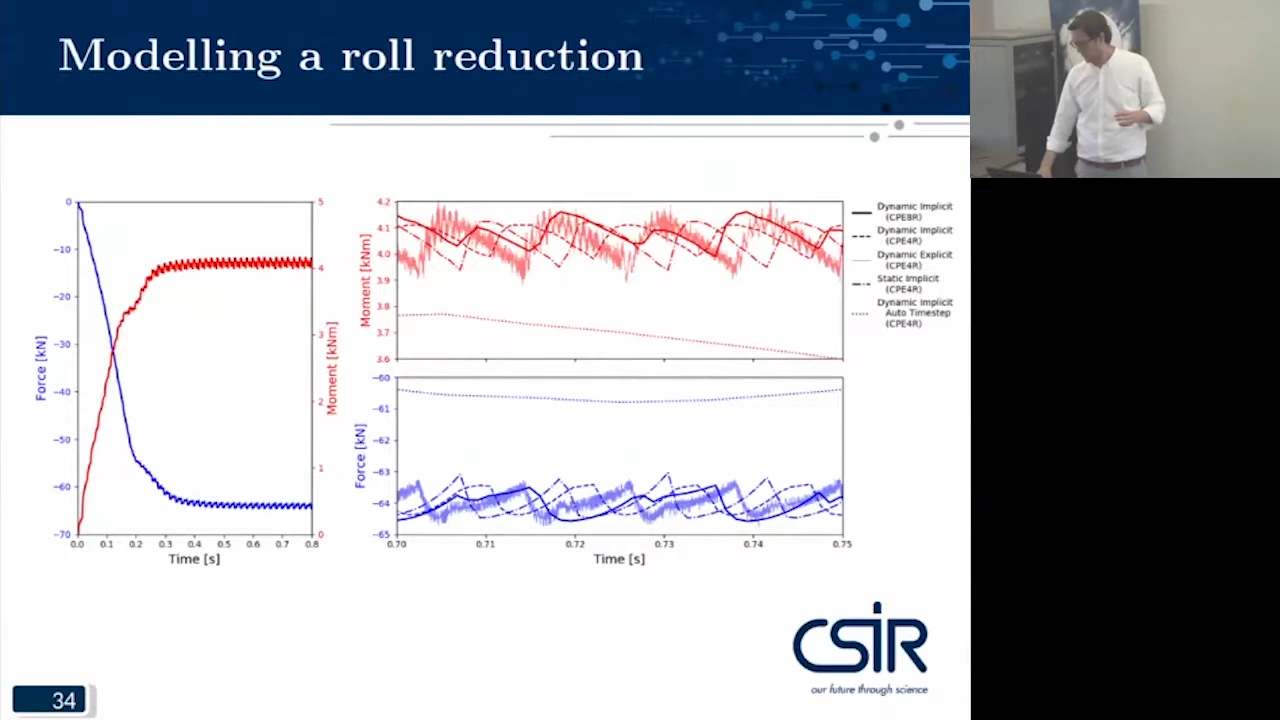 Modelling a roll reduction
0
−10
−20
−30
−40
−50
−60
−70
Force [kN]
5
4
3
2
1
0
Moment [kNm]
0.0 0.1 0.2 0.3 0.4 0.5 0.6 0.7 0.8
Time [s]
4.2
4.1
4.0
3.9
3.8
3.7
3.6
Moment [kNm]
−60
−61
−62
−63
−64
−65
Force [kN]
0.70 0.71 0.72 0.73 0.74 0.75
Time [s]
Dynamic Implicit
(CPE8R)
Dynamic Implicit
(CPE4R)
Dynamic Explicit
(CPE4R)
Static Implicit
(CPE4R)
Dynamic Implicit
Auto Timestep
(CPE4R)
CSIR
our future through science
34